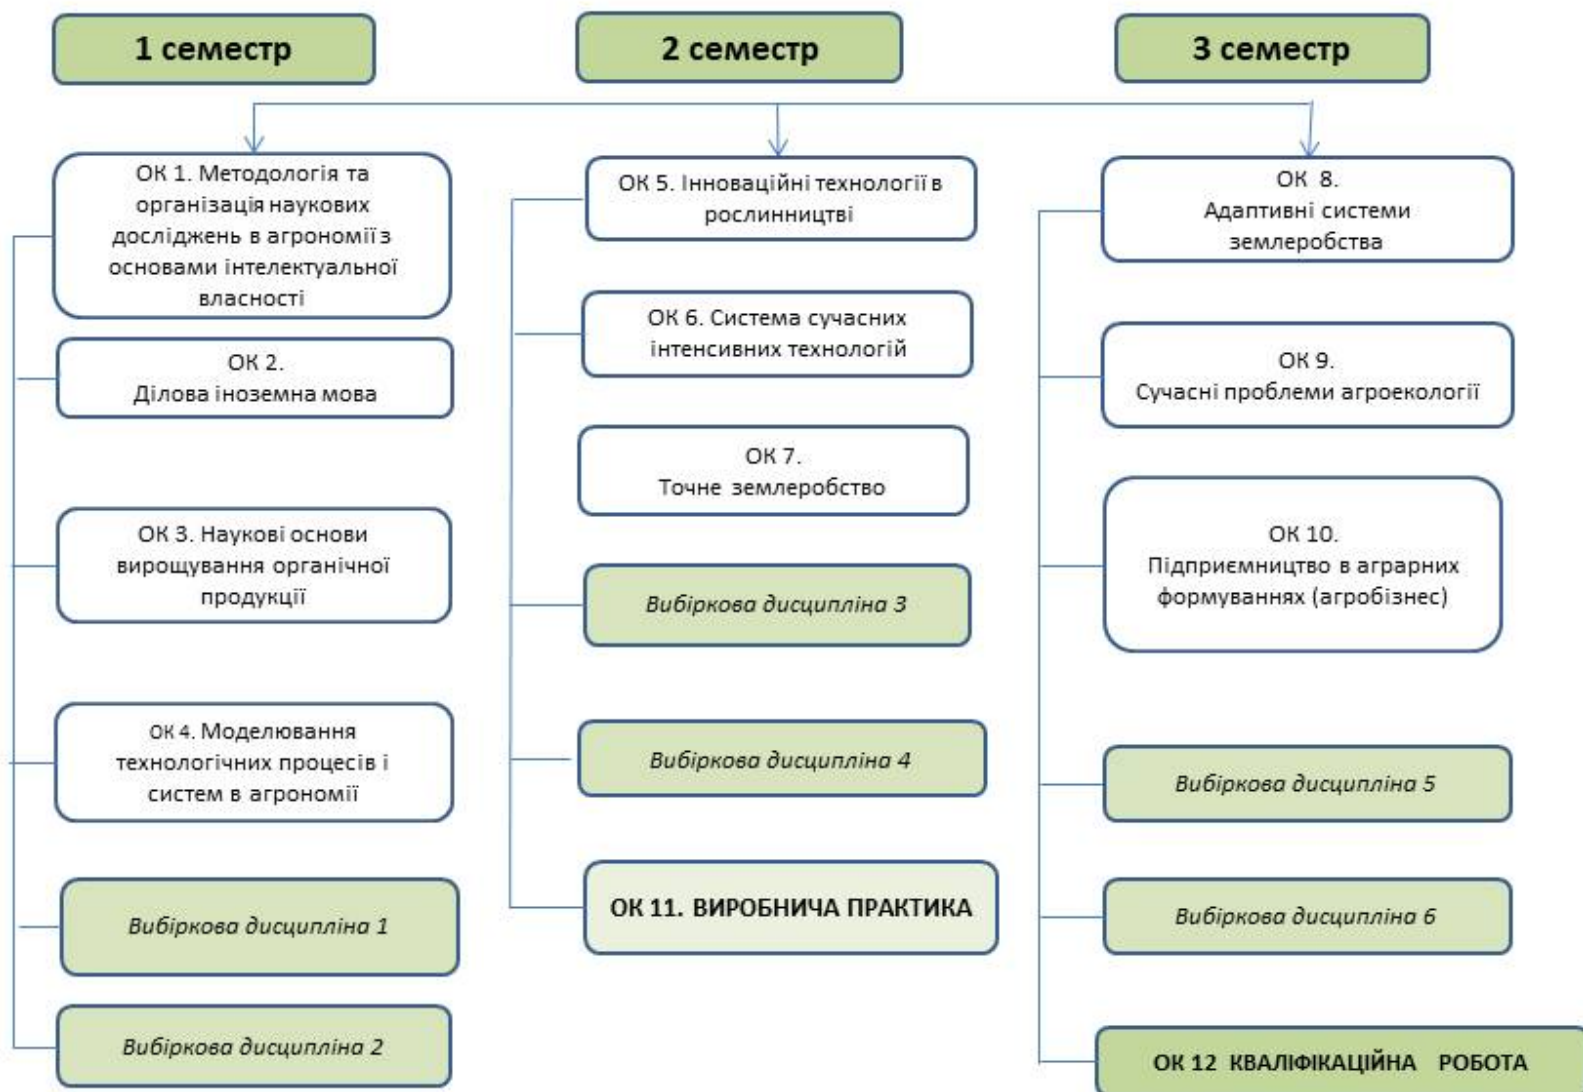 1 семестр
2 семестр
3 семестр
ОК 1. Методологія та
організація наукових
досліджень в агрономії з
основами інтелектуальної
власності
ОК 2.
Ділова іноземна мова
ОК 3. Наукові основи
вирощування органічної
продукції
ОК 4. Моделювання
технологічних процесів і
систем в агрономії
Вибіркова дисципліна 1
Вибіркова дисципліна 2
ОК 5. Інноваційні технології в
рослинництві
ОК 6. Система сучасних
інтенсивних технологій
ОК 7.
Точне землеробство
Вибіркова дисципліна 3
Вибіркова дисципліна 4
ОК 11. ВИРОБНИЧА ПРАКТИКА
ОК 8.
Адаптивні системи
землеробства
ОК 9.
Сучасні проблеми агроекології
ОК 10.
Підприємництво в аграрних
формуваннях (агробізнес)
Вибіркова дисципліна 5
Вибіркова дисципліна 6
ОК 12 КВАЛІФІКАЦІЙНА РОБОТА